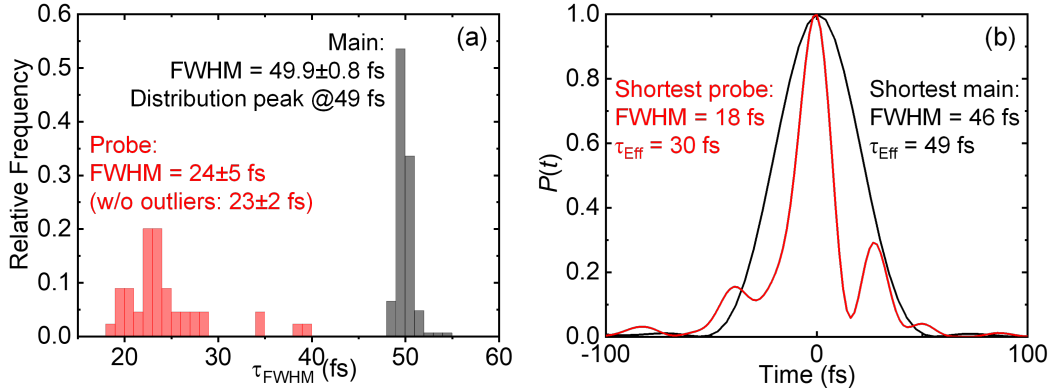 (a)
Main:
FWHM = 49.9±0.8 fs
Distribution peak @49 fs
Probe:
FWHM = 24±5 fs
(w/o outliers: 23±2 fs)
Relative Frequency
0.6
0.5
0.4
0.3
0.2
0.1
0.0
20 30 40 50 60
τFWHM (fs)
(b)
Shortest probe:
FWHM = 18 fs
τEff = 30 fs
Shortest main:
FWHM = 46 fs
τEff = 49 fs
P(t)
1.0
0.8
0.6
0.4
0.2
0.0
-100 0 100
Time (fs)